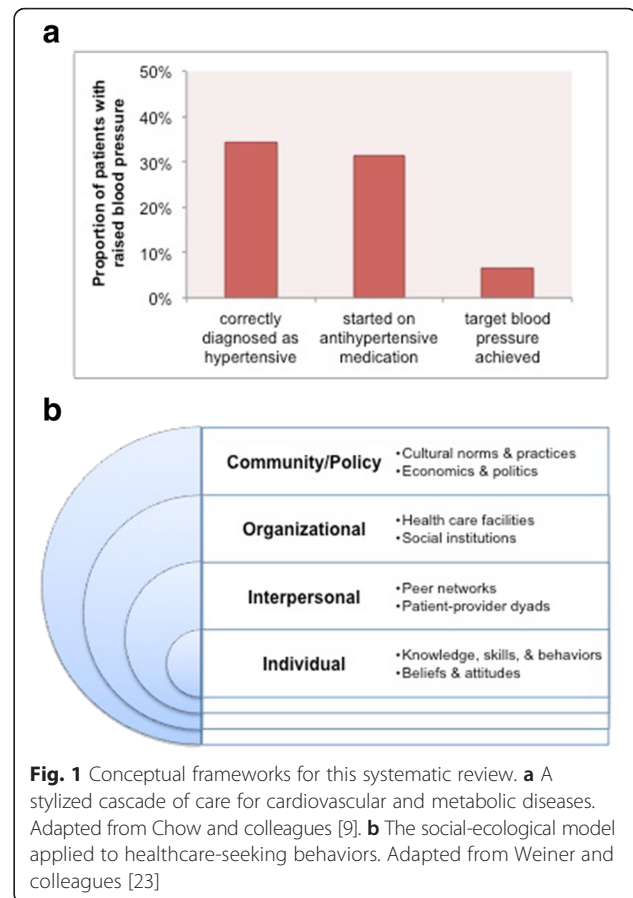 a
Proportion of patients with
raised blood pressure
50%
40%
30%
20%
10%
0%
correctly
diagnosed as
hypertensive
started on
antihypertensive
medication
target blood
pressure
achieved
b
Community/Policy
•Cultural norms & practices
•Economics & politics
Organizational
•Health care facilities
•Social institutions
Interpersonal
•Peer networks
•Patient-provider dyads
Individual
•Knowledge, skills, & behaviors
•Beliefs & attitudes
Fig. 1 Conceptual frameworks for this systematic review. a A
stylized cascade of care for cardiovascular and metabolic diseases.
Adapted from Chow and colleagues [9]. b The social-ecological model
applied to healthcare-seeking behaviors. Adapted from Weiner and
colleagues [23]